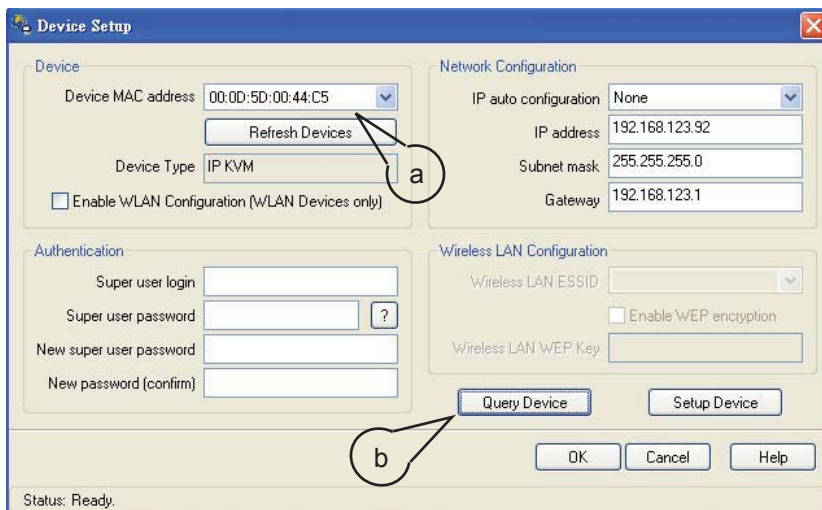 Device Setup
Device
Device MAC address 00:0D:5D:00:44:C5
Refresh Devices
Device Type IP KVM
Enable WLAN Configuration (WLAN Devices only)
a
Authentication
Super user login
Super user password ?
New super user password
New password (confirm)
Network Configuration
IP auto configuration None
IP address 192.168.123.92
Subnet mask 255.255.255.0
Gateway 192.168.123.1
Wireless LAN Configuration
Wireless LAN ESSID
Enable WEP encryption
Wireless LAN WEP Key
Query Device Setup Device
b
OK Cancel Help
Status: Ready.